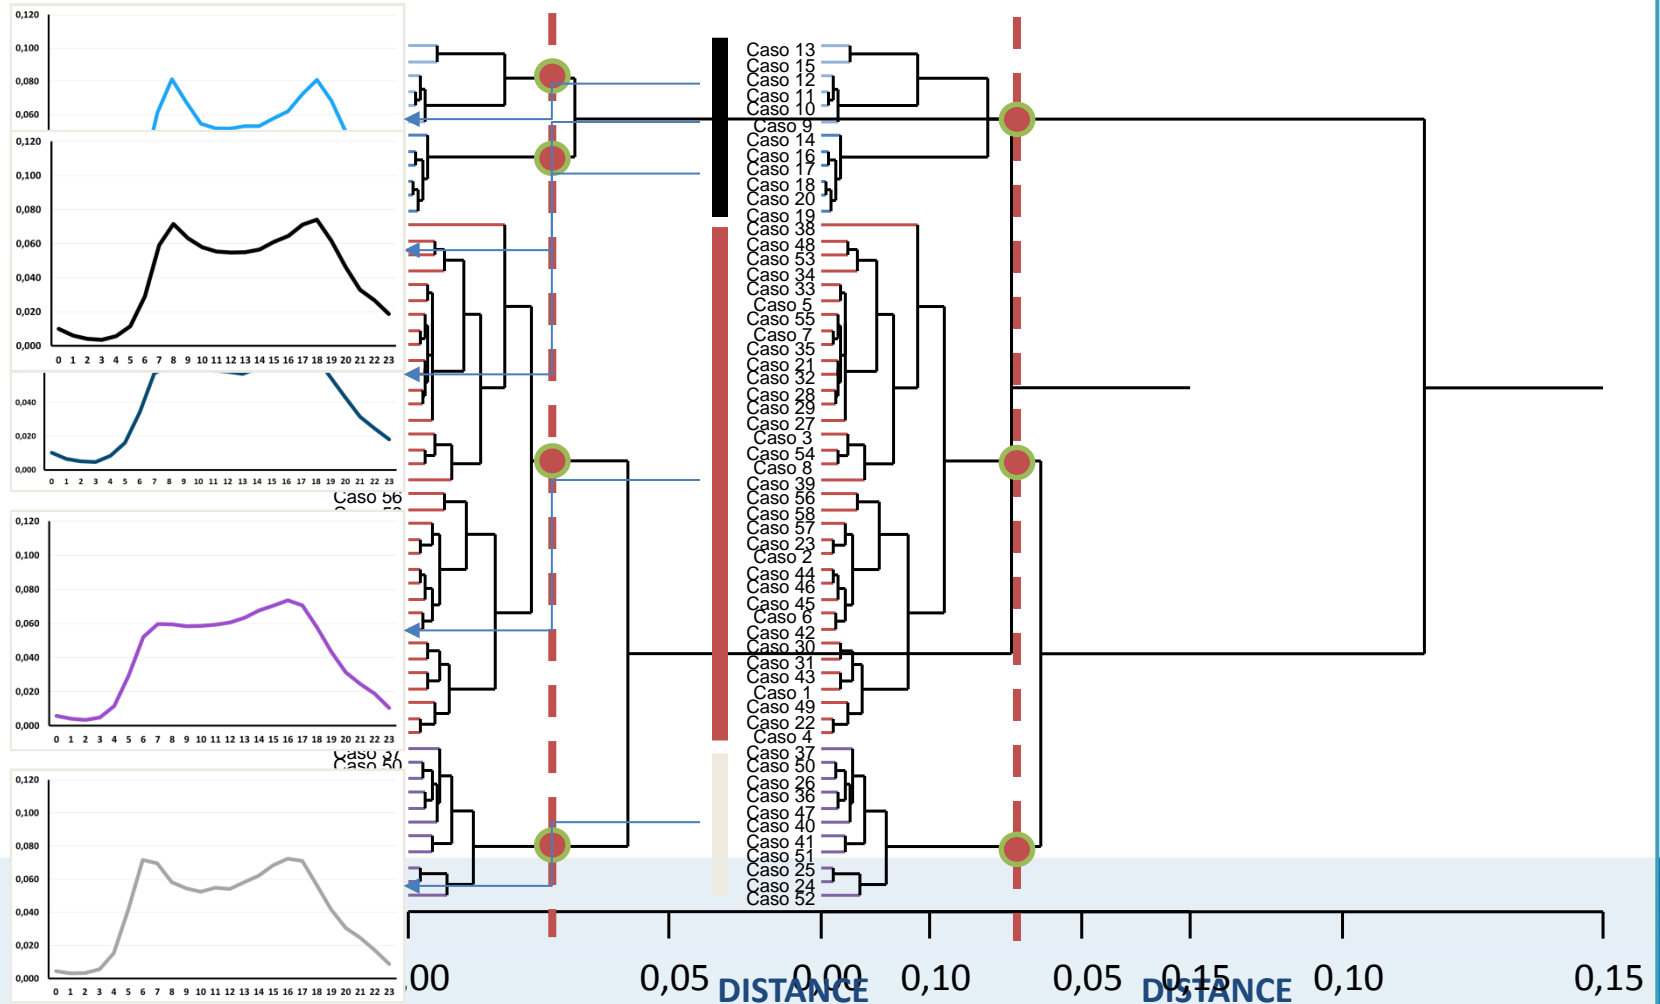 0,120
0,100
0,080
0,060
0,120
0,100
0,080
0,060
0,040
0,020
0,000
0 1 2 3 4 5 6 7 8 9 10 11 12 13 14 15 16 17 18 19 20 21 22 23
0,040
0,020
0,000
0 1 2 3 4 5 6 7 8 9 10 11 12 13 14 15 16 17 18 19 20 21 22 23
Caso 56
0,120
0,100
0,080
0,060
0,040
0,020
0,000
0 1 2 3 4 5 6 7 8 9 10 11 12 13 14 15 16 17 18 19 20 21 22 23
Caso 37
Caso 50
0,120
0,100
0,080
0,060
0,040
0,020
0,000
0 1 2 3 4 5 6 7 8 9 10 11 12 13 14 15 16 17 18 19 20 21 22 23
Caso 13
Caso 15
Caso 12
Caso 11
Caso 10
Caso 9
Caso 14
Caso 16
Caso 17
Caso 18
Caso 20
Caso 19
Caso 38
Caso 48
Caso 53
Caso 34
Caso 33
Caso 5
Caso 55
Caso 7
Caso 35
Caso 21
Caso 32
Caso 28
Caso 29
Caso 27
Caso 3
Caso 54
Caso 8
Caso 39
Caso 56
Caso 58
Caso 57
Caso 23
Caso 2
Caso 44
Caso 46
Caso 45
Caso 6
Caso 42
Caso 30
Caso 31
Caso 43
Caso 1
Caso 49
Caso 22
Caso 4
Caso 37
Caso 50
Caso 26
Caso 36
Caso 47
Caso 40
Caso 41
Caso 51
Caso 25
Caso 24
Caso 52
,00 0,05 0,00 0,10 0,05 0,15 0,10 0,15
DISTANCE DISTANCE